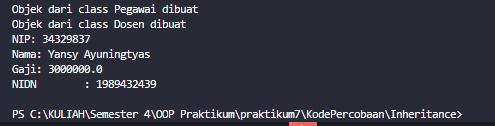 Objek dari class Pegawai dibuat
Objek dari class Dosen dibuat
NIP: 34329837
Nama: Yansy Ayuningtyas
Gaji: 3000000.0
NIDN      : 1989432439
PS C:\KULIAH\Semester 4\OOP Praktikum\praktikum7\KodePercobaan\Inheritance>